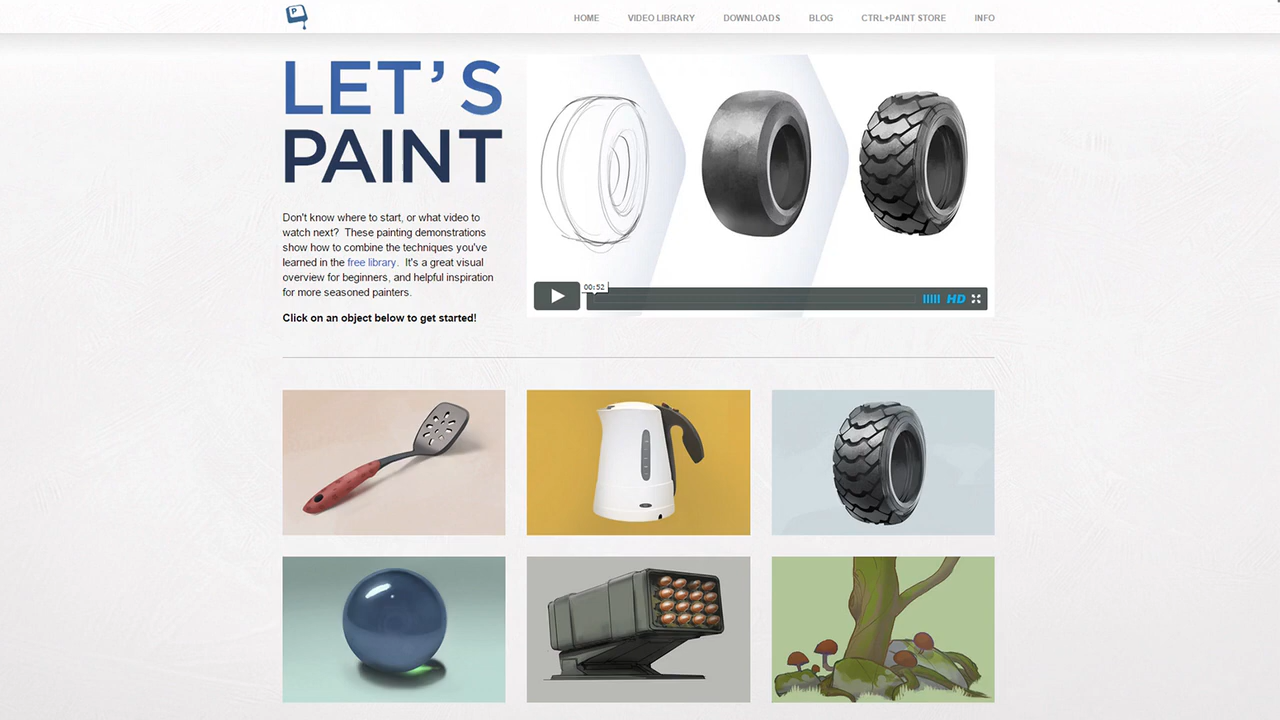 P
HOME VIDEO LIBRARY DOWNLOADS BLOG CTRL+PAINT STORE INFO
LET'S
PAINT
Don't know where to start, or what video to
watch next? These painting demonstrations
show how to combine the techniques you've
learned in the free library. It's a great visual
overview for beginners, and helpful inspiration
for more seasoned painters.
Click on an object below to get started!
00:52
HD